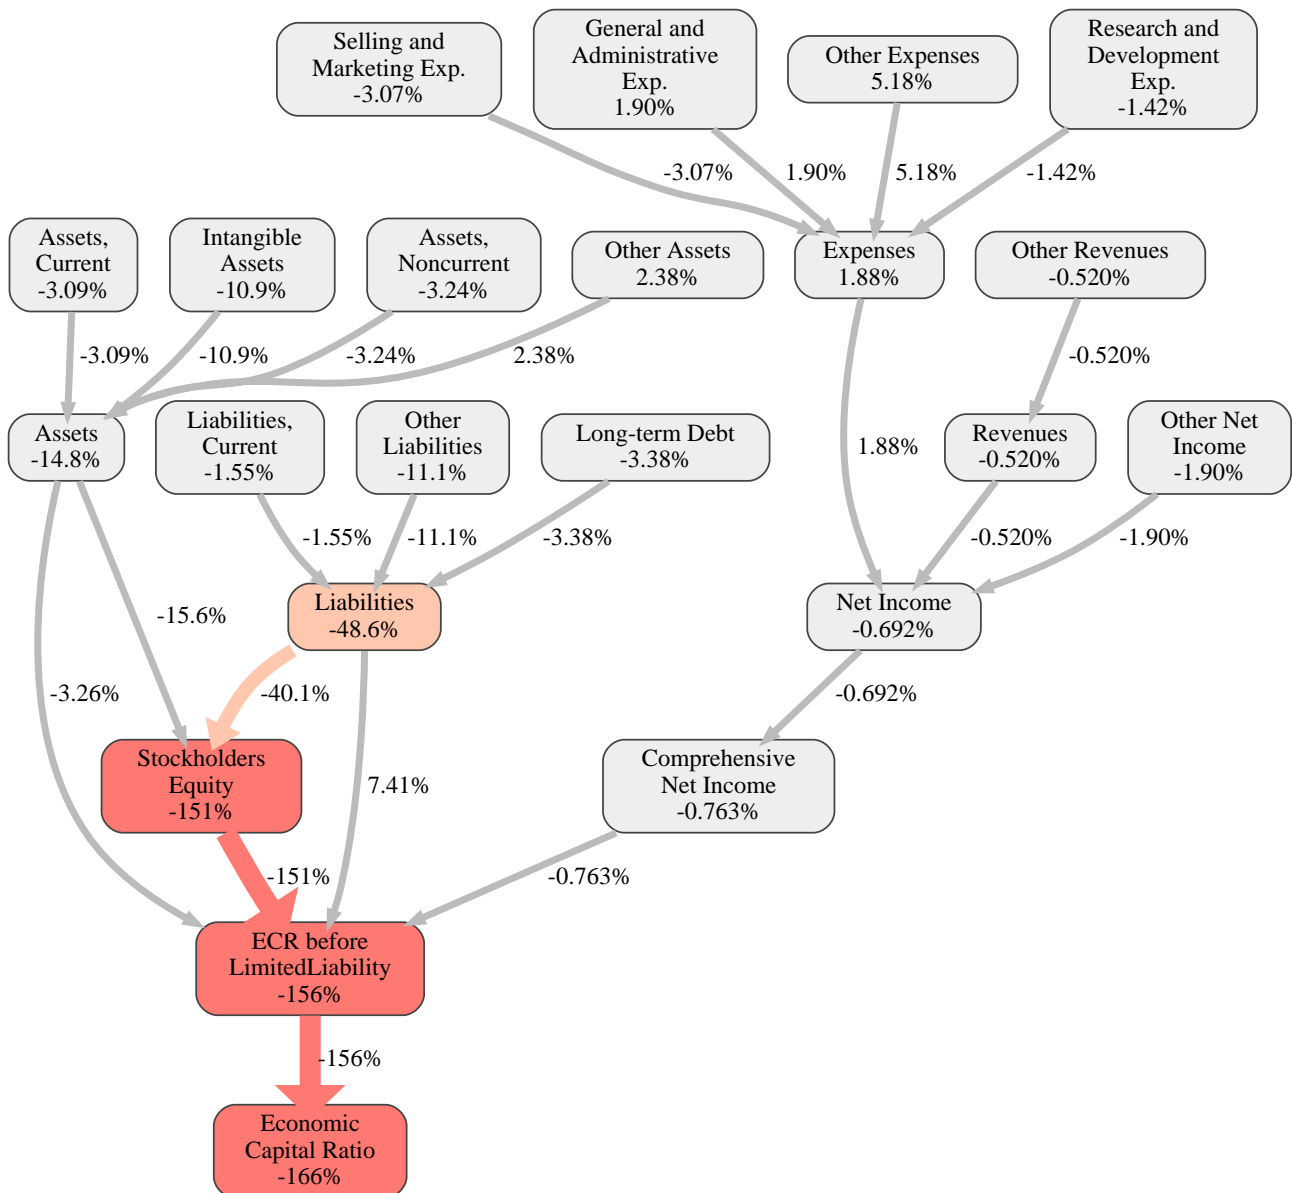 Selling and
Marketing Exp.
-3.07%
General and
Administrative
Exp.
1.90%
Other Expenses
5.18%
Research and
Development
Exp.
-1.42%
-3.07%
1.90%
5.18%
-1.42%
Assets,
Current
-3.09%
Intangible
Assets
-10.9%
Assets,
Noncurrent
-3.24%
Other Assets
2.38%
Expenses
1.88%
Other Revenues
-0.520%
-3.09%
-10.9%
-3.24%
2.38%
-0.520%
Assets
-14.8%
Liabilities,
Current
-1.55%
Other
Liabilities
-11.1%
Long-term Debt
-3.38%
1.88%
Revenues
-0.520%
Other Net
Income
-1.90%
-1.55%
-11.1%
-3.38%
-0.520%
-1.90%
-15.6%
Liabilities
-48.6%
Net Income
-0.692%
-3.26%
-40.1%
-0.692%
Stockholders
Equity
-151%
7.41%
Comprehensive
Net Income
-0.763%
-151%
-0.763%
ECR before
LimitedLiability
-156%
-156%
Economic
Capital Ratio
-166%